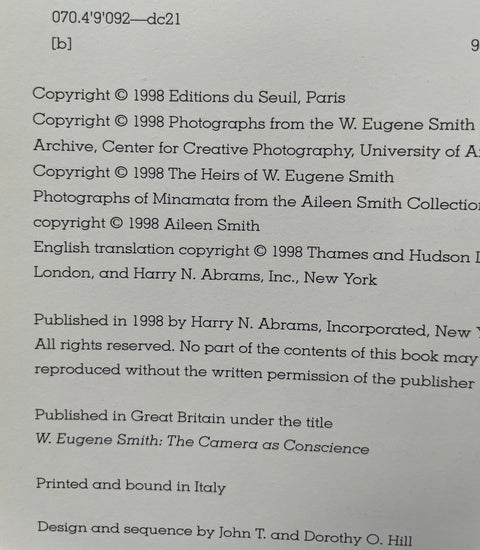 070.4'9'092—dc21
[b] 9
Copyright © 1998 Editions du Seuil, Paris
Copyright © 1998 Photographs from the W. Eugene Smith
Archive, Center for Creative Photography, University of A
Copyright © 1998 The Heirs of W. Eugene Smith
Photographs of Minamata from the Aileen Smith Collectio
copyright © 1998 Aileen Smith
English translation copyright © 1998 Thames and Hudson
London, and Harry N. Abrams, Inc., New York
Published in 1998 by Harry N. Abrams, Incorporated, New
All rights reserved. No part of the contents of this book may
reproduced without the written permission of the publisher
Published in Great Britain under the title
W. Eugene Smith: The Camera as Conscience
Printed and bound in Italy
Design and sequence by John T. and Dorothy O. Hill